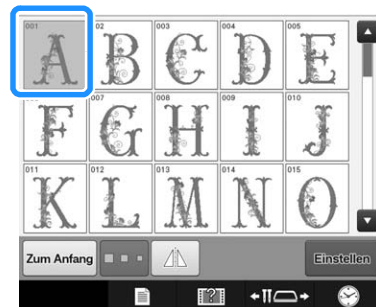 001 02 003 004 005
A B C D E
007 008 009 010
F G H I J
011 012 013 014 015
K L M N O
Zum Anfang Einstellen